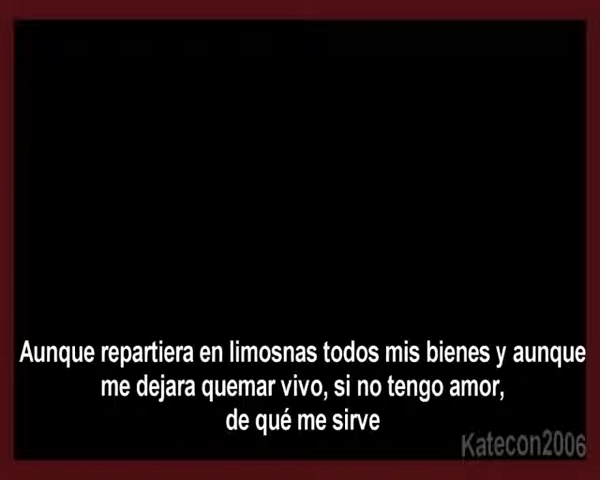 Aunque repartiera en limosnas todos mis bienes y aunque
me dejara quemar vivo, si no tengo amor,
de qué me sirve
Katecon2006